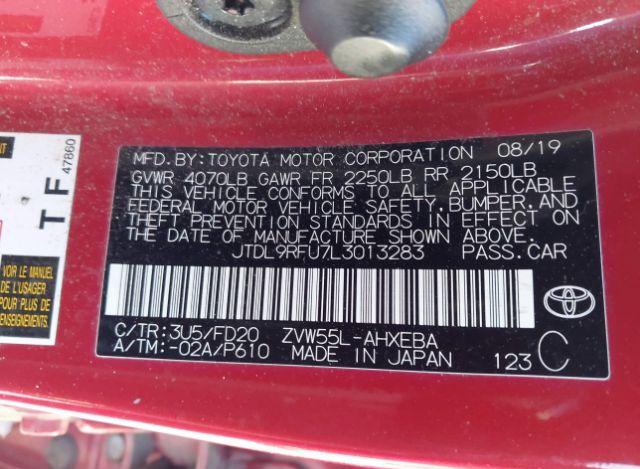 MFD.BY:TOYOTA MOTOR CORPORATION 08/19
GVWR 4070LB GAWR FR 2250LB RR 2150LB
THIS VEHICLE CONFORMS TO ALL APPLICABLE
FEDERAL MOTOR VEHICLE SAFETY, BUMPER, AND
THEFT PREVENTION STANDARDS IN EFFECT ON
THE DATE OF MANUFACTURE SHOWN ABOVE.
JTDL9RFU7L3013283 PASS.CAR
C/TR:3U5/FD20 ZVW55L-AHXEBA
A/TM:-02A/P610 MADE IN JAPAN 123 C
TF
47860
VOIR LE MANUEL
DE L'USAGER
POUR PLUS DE